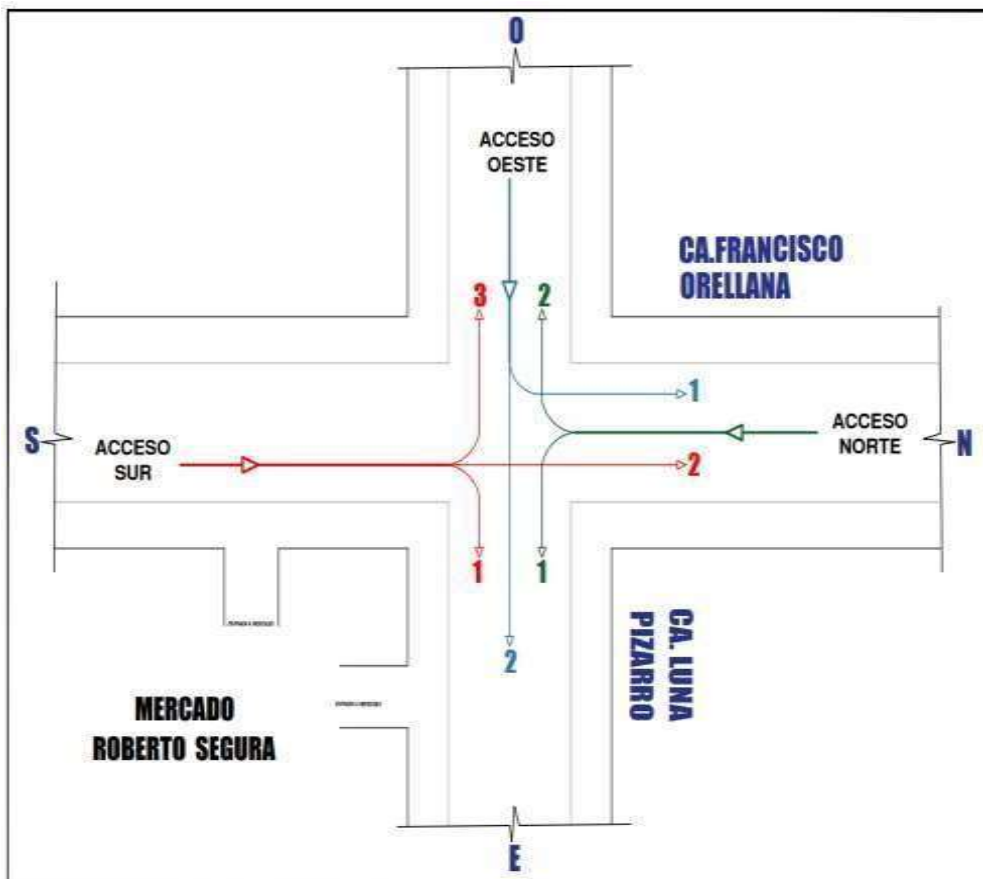 O
ACCESO
OESTE
CA.FRANCISCO
ORELLANA
3
2
1
S
ACCESO
SUR
ACCESO
NORTE
N
2
1
1
2
CA. LUNA
PIZARRO
MERCADO
ROBERTO SEGURA
E